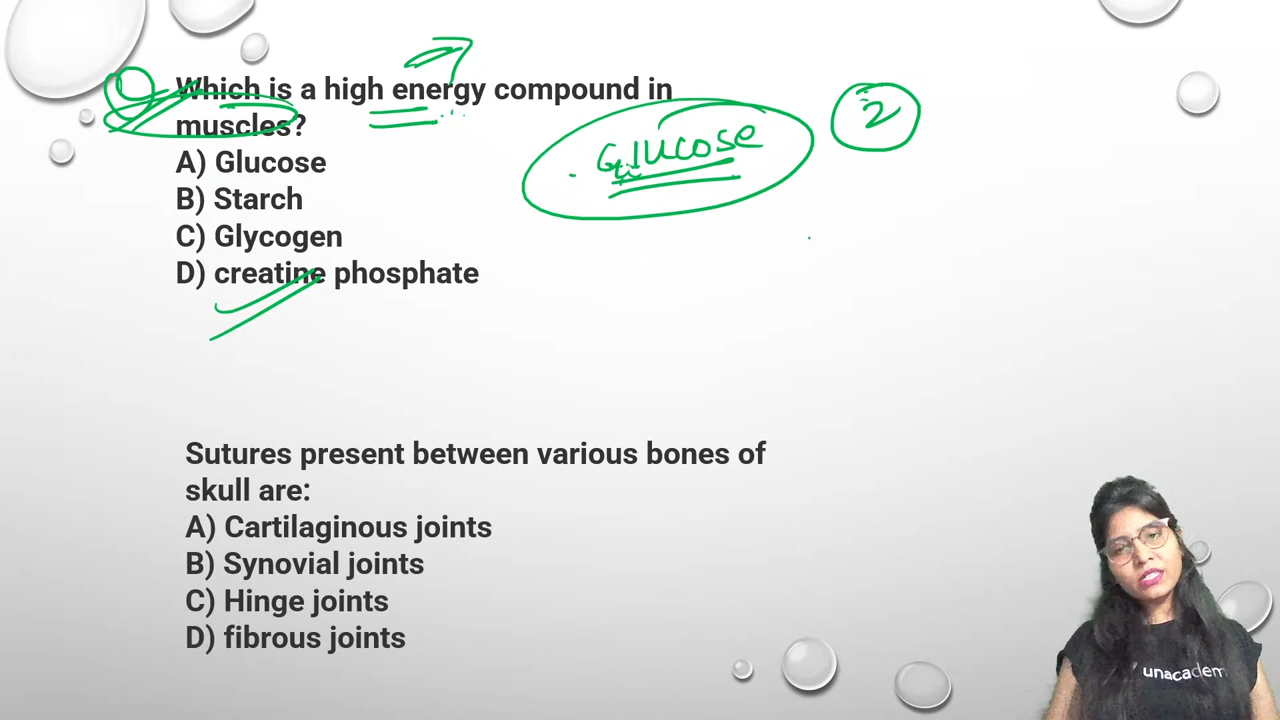 Which is a high energy compound in
muscles?
A) Glucose
B) Starch
C) Glycogen
D) creatine phosphate
Glucose
2
Sutures present between various bones of
skull are:
A) Cartilaginous joints
B) Synovial joints
C) Hinge joints
D) fibrous joints
unacadem